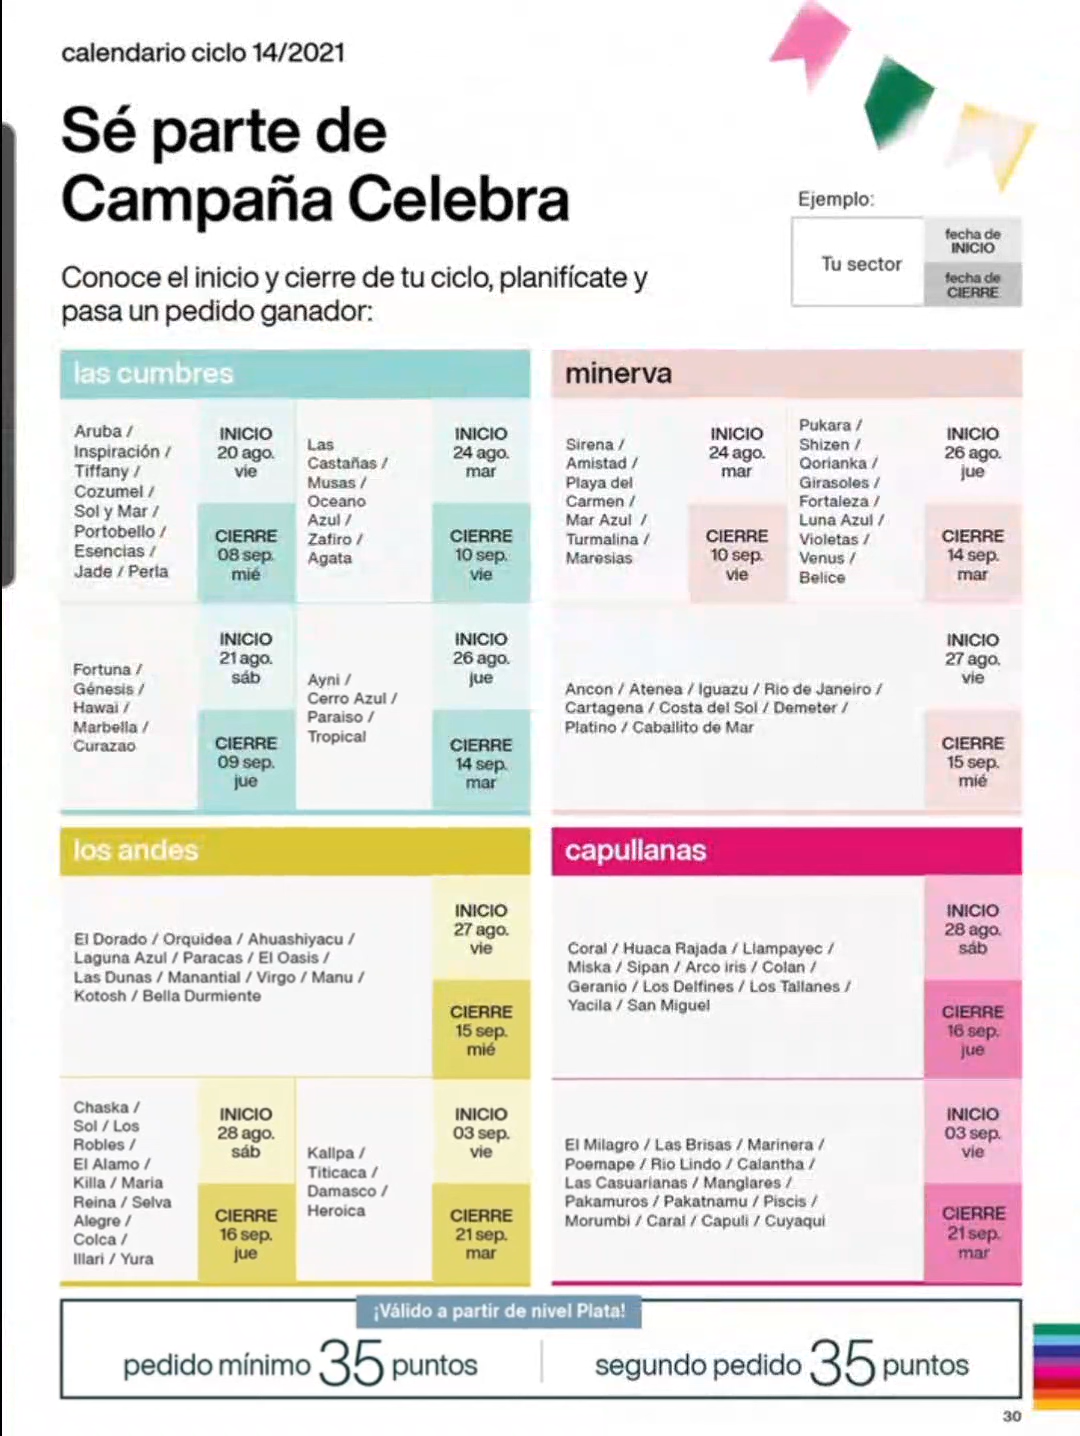 calendario ciclo 14/2021
Sé parte de
Campaña Celebra
Conoce el inicio y cierre de tu ciclo, planifícate y
pasa un pedido ganador:
Ejemplo:
Tu sector
fecha de
INICIO
fecha de
CIERRE
las cumbres
Aruba /
Inspiración /
Tiffany /
Cozumel /
Sol y Mar /
Portobello /
Esencias /
Jade / Perla
INICIO
20 ago.
vie
CIERRE
08 sep.
mié
Las
Castañas /
Musas /
Oceano
Azul /
Zafiro /
Agata
INICIO
24 ago.
mar
CIERRE
10 sep.
vie
Fortuna /
Génesis /
Hawai /
Marbella /
Curazao
INICIO
21 ago.
sáb
CIERRE
09 sep.
jue
Ayni /
Cerro Azul /
Paraiso /
Tropical
INICIO
26 ago.
jue
CIERRE
14 sep.
mar
minerva
Sirena /
Amistad /
Playa del
Carmen /
Mar Azul /
Turmalina /
Maresias
INICIO
24 ago.
mar
CIERRE
10 sep.
vie
Pukara /
Shizen /
Qorianka /
Girasoles /
Fortaleza /
Luna Azul /
Violetas /
Venus /
Belice
INICIO
26 ago.
jue
CIERRE
14 sep.
mar
Ancon / Atenea / Iguazu / Rio de Janeiro /
Cartagena / Costa del Sol / Demeter /
Platino / Caballito de Mar
INICIO
27 ago.
vie
CIERRE
15 sep.
mié
los andes
El Dorado / Orquidea / Ahuashiyacu /
Laguna Azul / Paracas / El Oasis /
Las Dunas / Manantial / Virgo / Manu /
Kotosh / Bella Durmiente
INICIO
27 ago.
vie
CIERRE
15 sep.
mié
Chaska /
Sol / Los
Robles /
El Alamo /
Killa / Maria
Reina / Selva
Alegre /
Colca /
Illari / Yura
INICIO
28 ago.
sáb
CIERRE
16 sep.
jue
Kallpa /
Titicaca /
Damasco /
Heroica
INICIO
03 sep.
vie
CIERRE
21 sep.
mar
capullanas
Coral / Huaca Rajada / Llampayec /
Miska / Sipan / Arco iris / Colan /
Geranio / Los Delfines / Los Tallanes /
Yacila / San Miguel
INICIO
28 ago.
sáb
CIERRE
16 sep.
jue
El Milagro / Las Brisas / Marinera /
Poemape / Rio Lindo / Calantha /
Las Casuarianas / Manglares /
Pakamuros / Pakatnamu / Piscis /
Morumbi / Caral / Capuli / Cuyaqui
INICIO
03 sep.
vie
CIERRE
21 sep.
mar
¡Válido a partir de nivel Plata!
pedido mínimo 35 puntos
segundo pedido 35 puntos
30